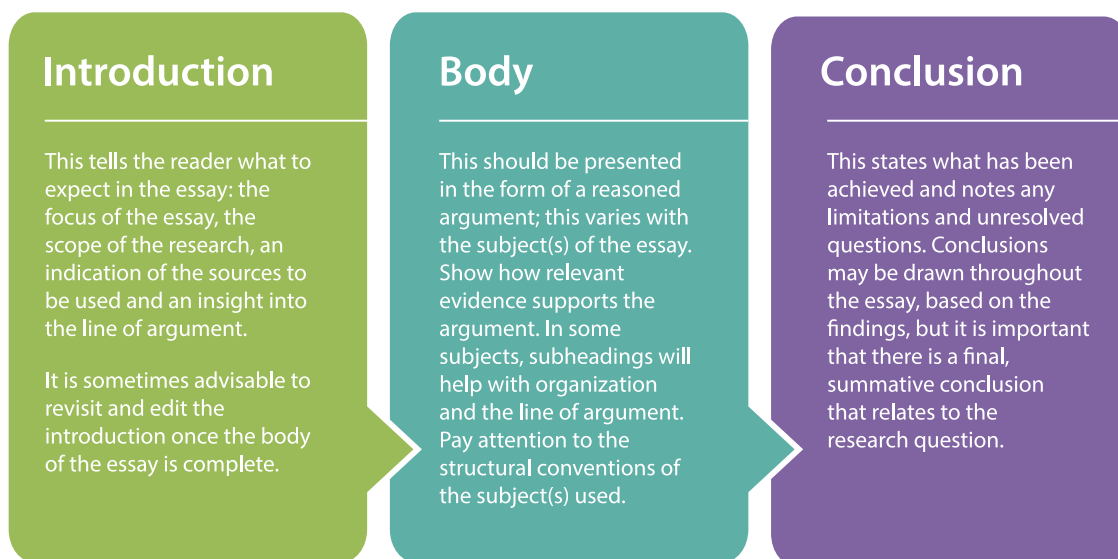 Introduction
This tells the reader what to
expect in the essay: the
focus of the essay, the
scope of the research, an
indication of the sources to
be used and an insight into
the line of argument.
It is sometimes advisable to
revisit and edit the
introduction once the body
of the essay is complete.
Body
This should be presented
in the form of a reasoned
argument; this varies with
the subject(s) of the essay.
Show how relevant
evidence supports the
argument. In some
subjects, subheadings will
help with organization
and the line of argument.
Pay attention to the
structural conventions of
the subject(s) used.
Conclusion
This states what has been
achieved and notes any
limitations and unresolved
questions. Conclusions
may be drawn throughout
the essay, based on the
findings, but it is important
that there is a final,
summative conclusion
that relates to the
research question.